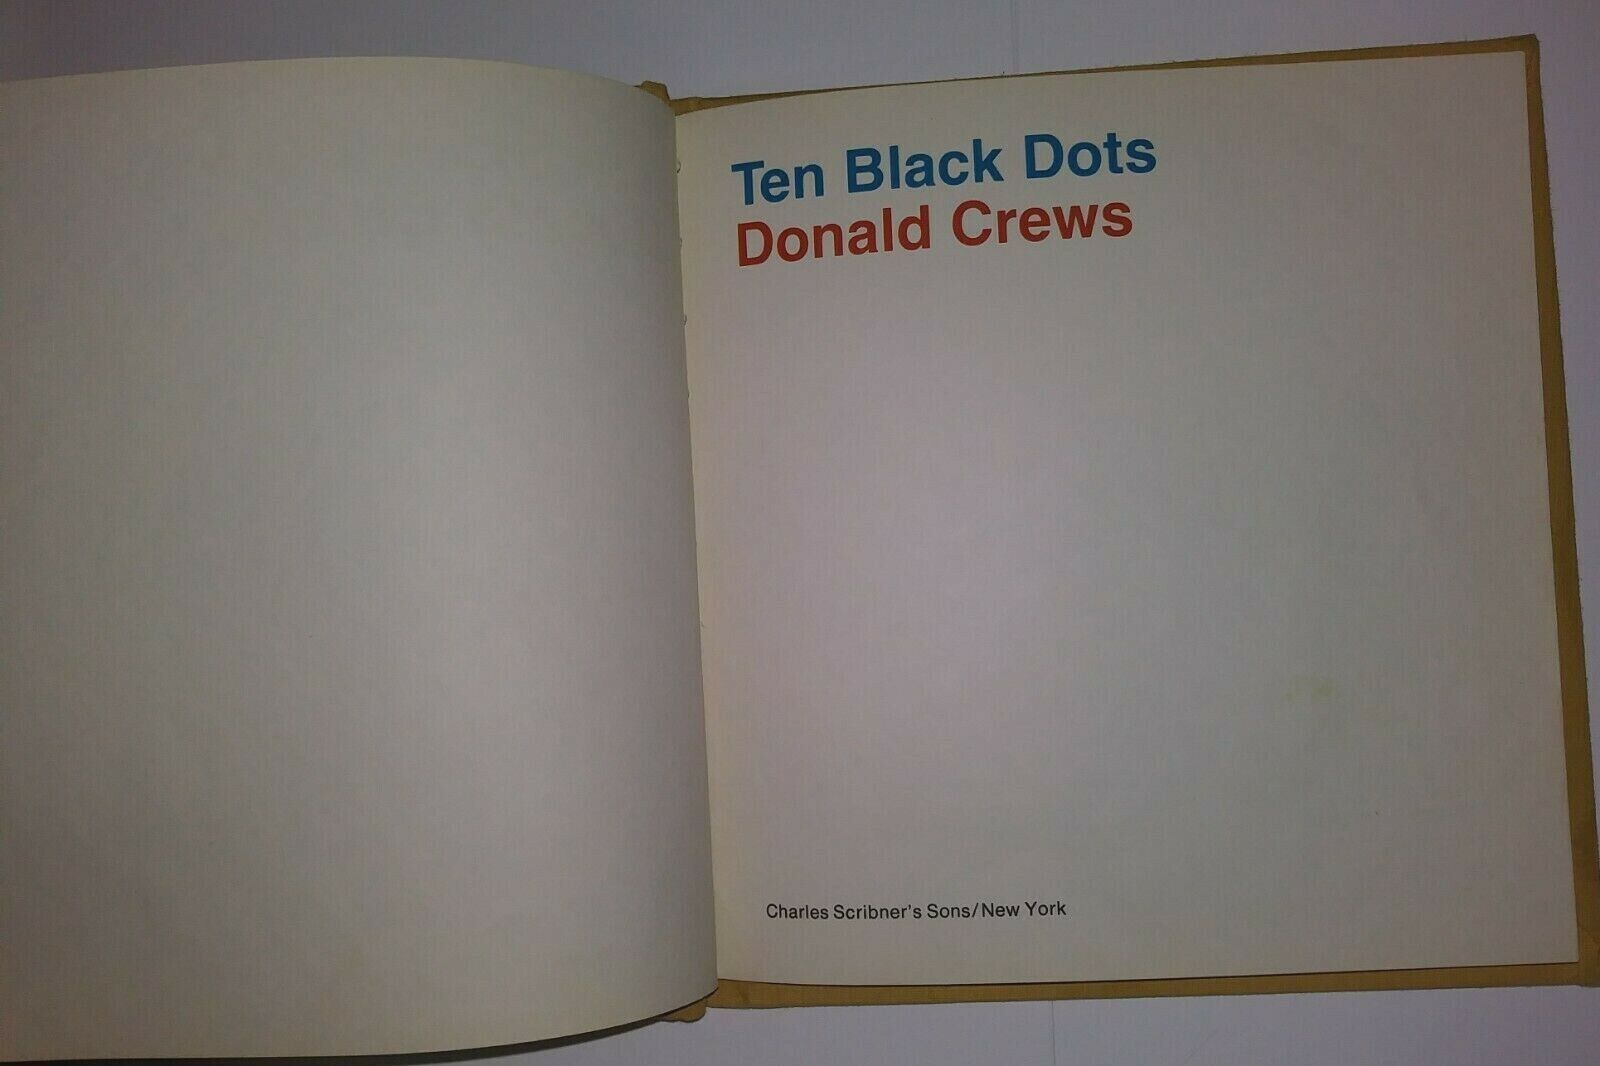 Ten Black Dots
Donald Crews
Charles Scribner's Sons/New York